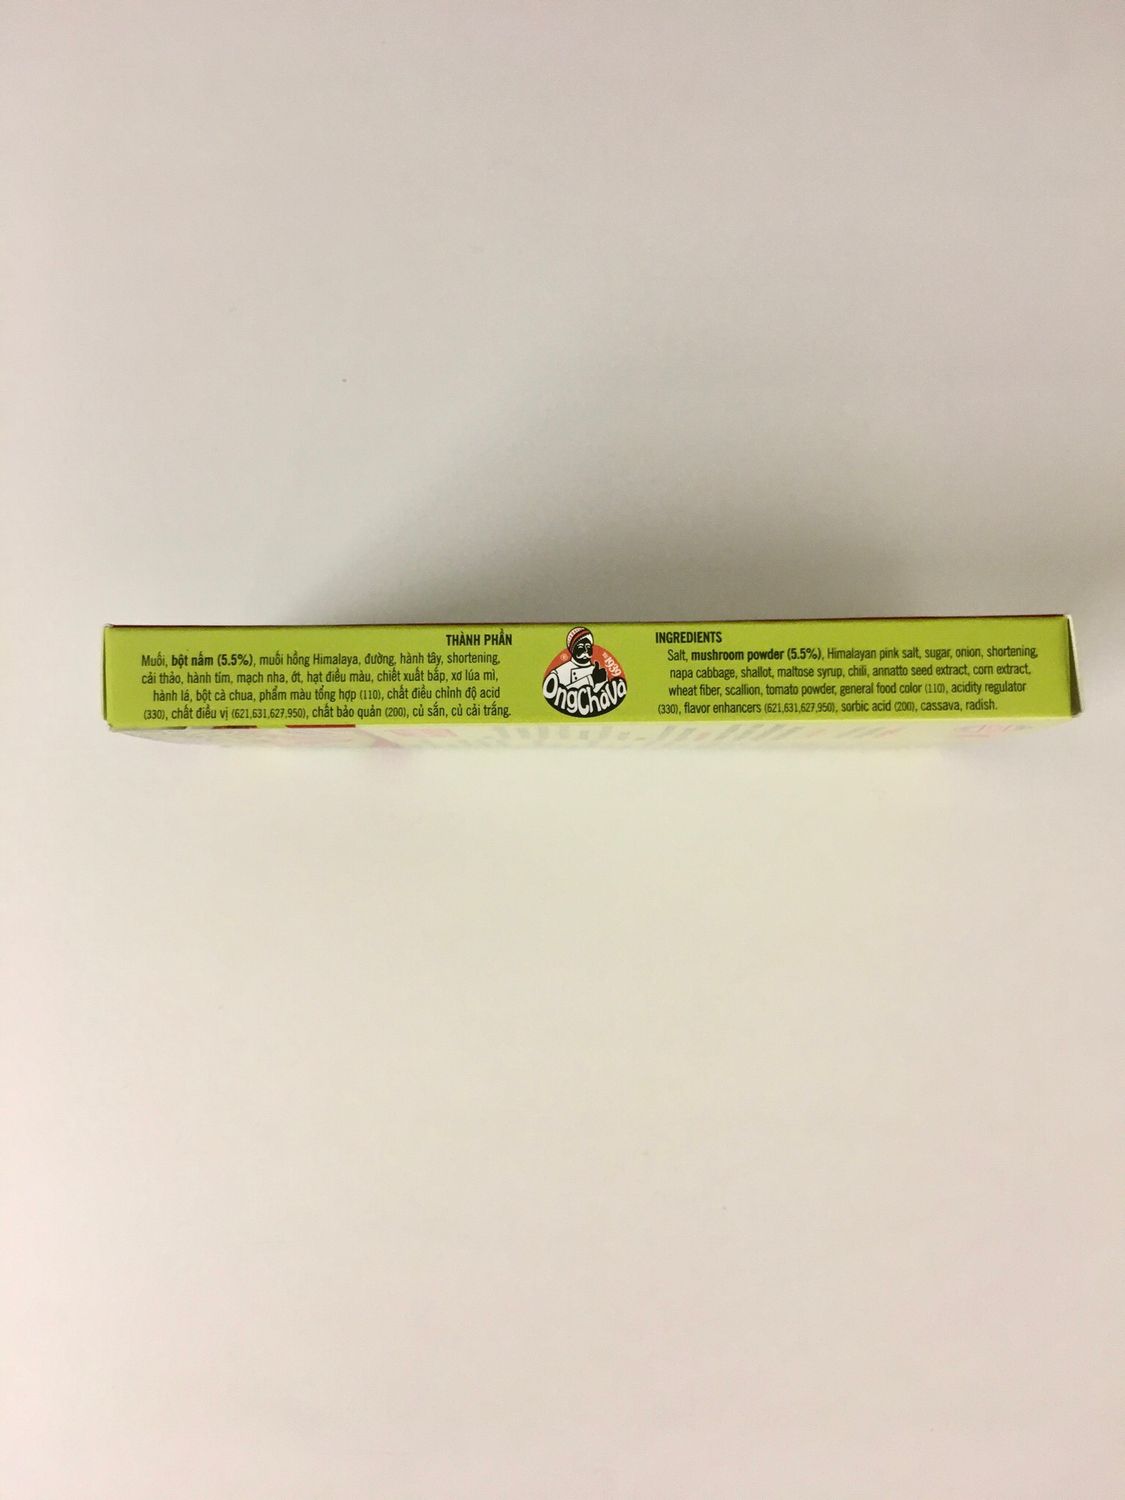 THÀNH PHẦN
Muối, bột nấm (5.5%), muối hồng Himalaya, đường, hành tây, shortening,
cải thảo, hành tím, mạch nha, ớt, hạt điều màu, chiết xuất bắp, xơ lúa mì,
hành lá, bột cà chua, phẩm màu tổng hợp (110), chất điều chỉnh độ acid
(330), chất điều vị (621,631,627,950), chất bảo quản (200), củ sắn, củ cải trắng.
1939
ÔngChàVà
®
INGREDIENTS
Salt, mushroom powder (5.5%), Himalayan pink salt, sugar, onion, shortening,
napa cabbage, shallot, maltose syrup, chili, annatto seed extract, corn extract,
wheat fiber, scallion, tomato powder, general food color (110), acidity regulator
(330), flavor enhancers (621,631,627,950), sorbic acid (200), cassava, radish.